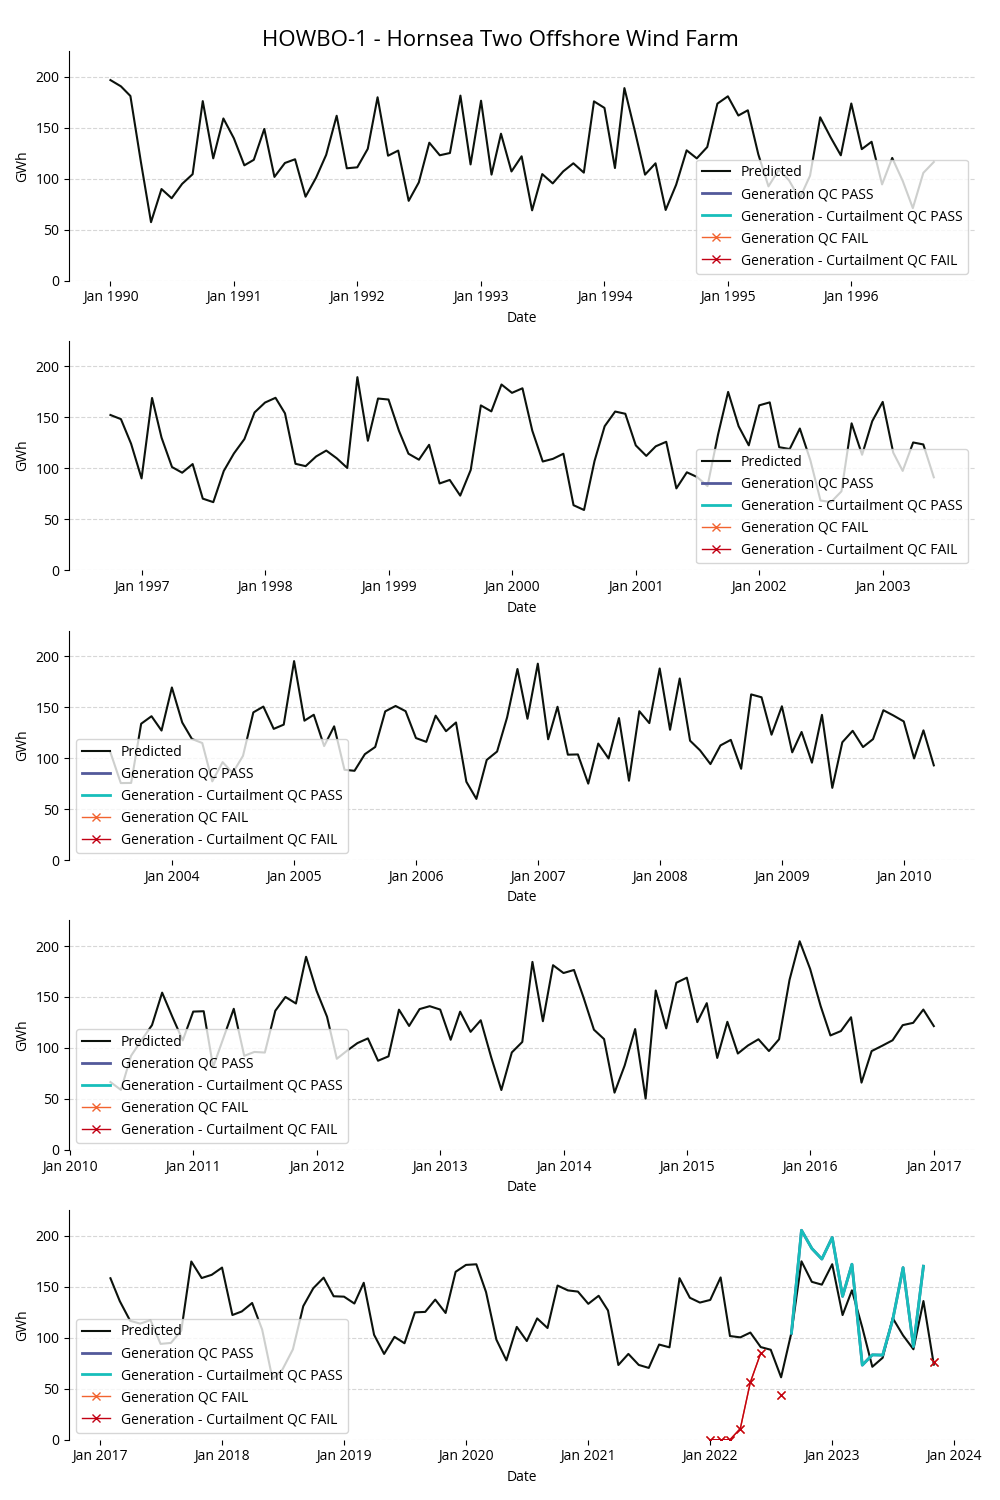 HOWBO-1 - Hornsea Two Offshore Wind Farm
200
150
100
50
0
GWh
Predicted
Generation QC PASS
Generation - Curtailment QC PASS
Generation QC FAIL
Generation - Curtailment QC FAIL
Jan 1990 Jan 1991 Jan 1992 Jan 1993 Jan 1994 Jan 1995 Jan 1996
Date
200
150
100
50
0
GWh
Predicted
Generation QC PASS
Generation - Curtailment QC PASS
Generation QC FAIL
Generation - Curtailment QC FAIL
Jan 1997 Jan 1998 Jan 1999 Jan 2000 Jan 2001 Jan 2002 Jan 2003
Date
200
150
100
50
0
GWh
Predicted
Generation QC PASS
Generation - Curtailment QC PASS
Generation QC FAIL
Generation - Curtailment QC FAIL
Jan 2004 Jan 2005 Jan 2006 Jan 2007 Jan 2008 Jan 2009 Jan 2010
Date
200
150
100
50
0
GWh
Predicted
Generation QC PASS
Generation - Curtailment QC PASS
Generation QC FAIL
Generation - Curtailment QC FAIL
Jan 2010 Jan 2011 Jan 2012 Jan 2013 Jan 2014 Jan 2015 Jan 2016 Jan 2017
Date
200
150
100
50
0
GWh
Predicted
Generation QC PASS
Generation - Curtailment QC PASS
Generation QC FAIL
Generation - Curtailment QC FAIL
Jan 2017 Jan 2018 Jan 2019 Jan 2020 Jan 2021 Jan 2022 Jan 2023 Jan 2024
Date